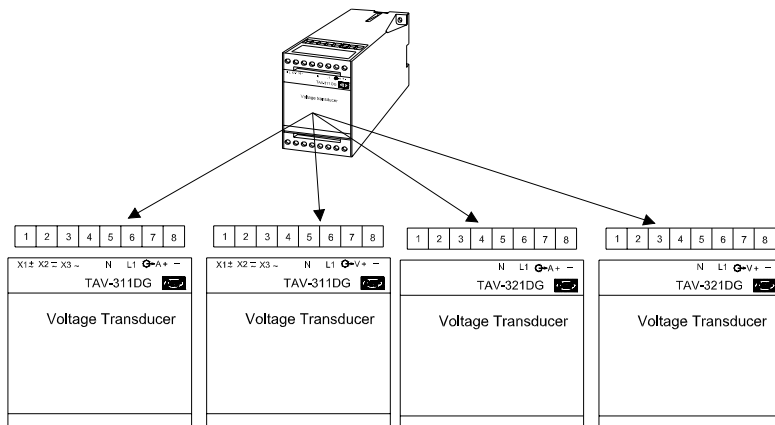 TAV-311DG
Voltage transducer
1 2 3 4 5 6 7 8
X1± X2 ⎓ X3 ~ N L1 A+ −
TAV-311DG
Voltage Transducer
1 2 3 4 5 6 7 8
X1± X2 ⎓ X3 ~ N L1 V+ −
TAV-311DG
Voltage Transducer
1 2 3 4 5 6 7 8
N L1 A+ −
TAV-321DG
Voltage Transducer
1 2 3 4 5 6 7 8
N L1 V+ −
TAV-321DG
Voltage Transducer